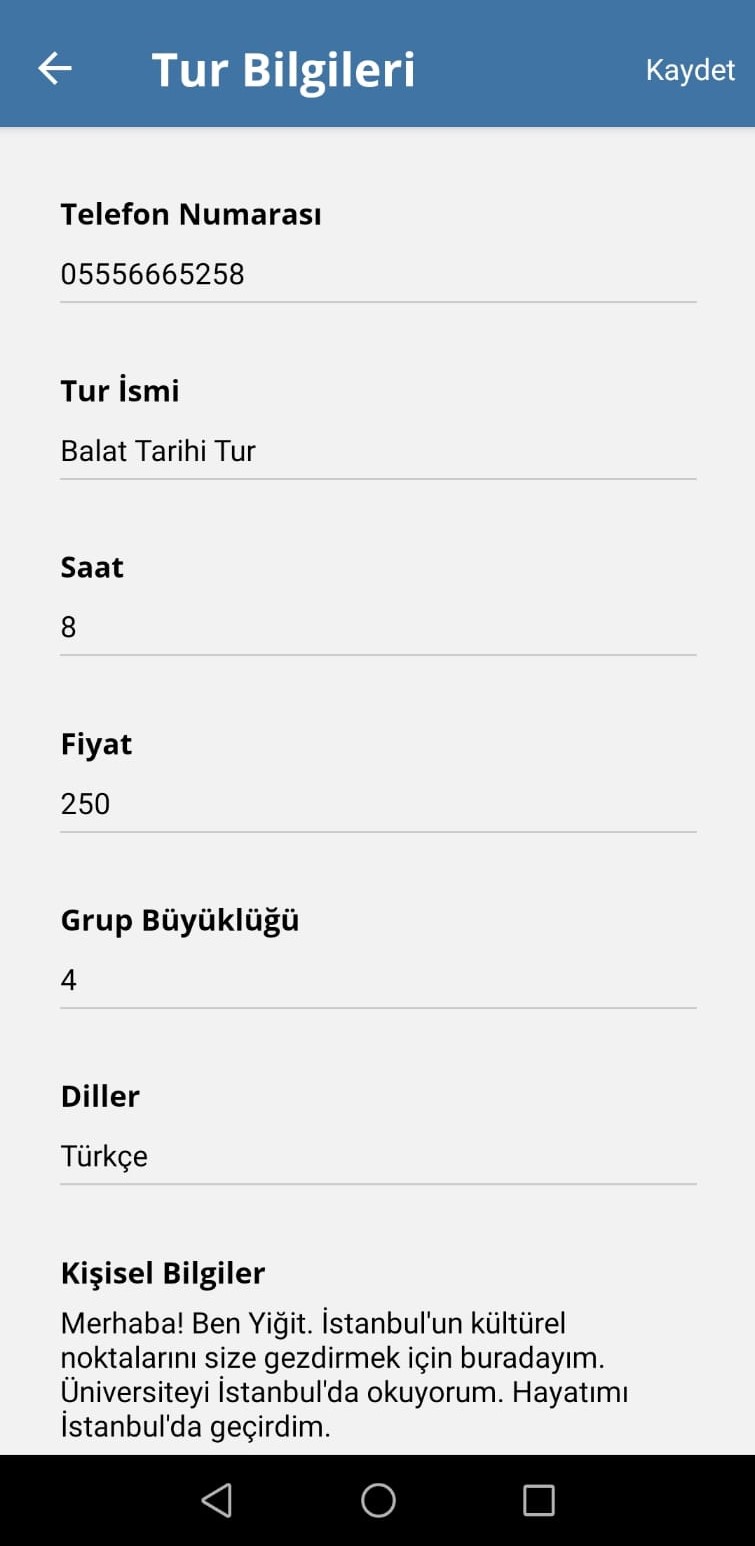 Tur Bilgileri
Kaydet
Telefon Numarası
05556665258
Tur İsmi
Balat Tarihi Tur
Saat
8
Fiyat
250
Grup Büyüklüğü
4
Diller
Türkçe
Kişisel Bilgiler
Merhaba! Ben Yiğit. İstanbul'un kültürel
noktalarını size gezdirmek için buradayım.
Üniversiteyi İstanbul'da okuyorum. Hayatımı
İstanbul'da geçirdim.